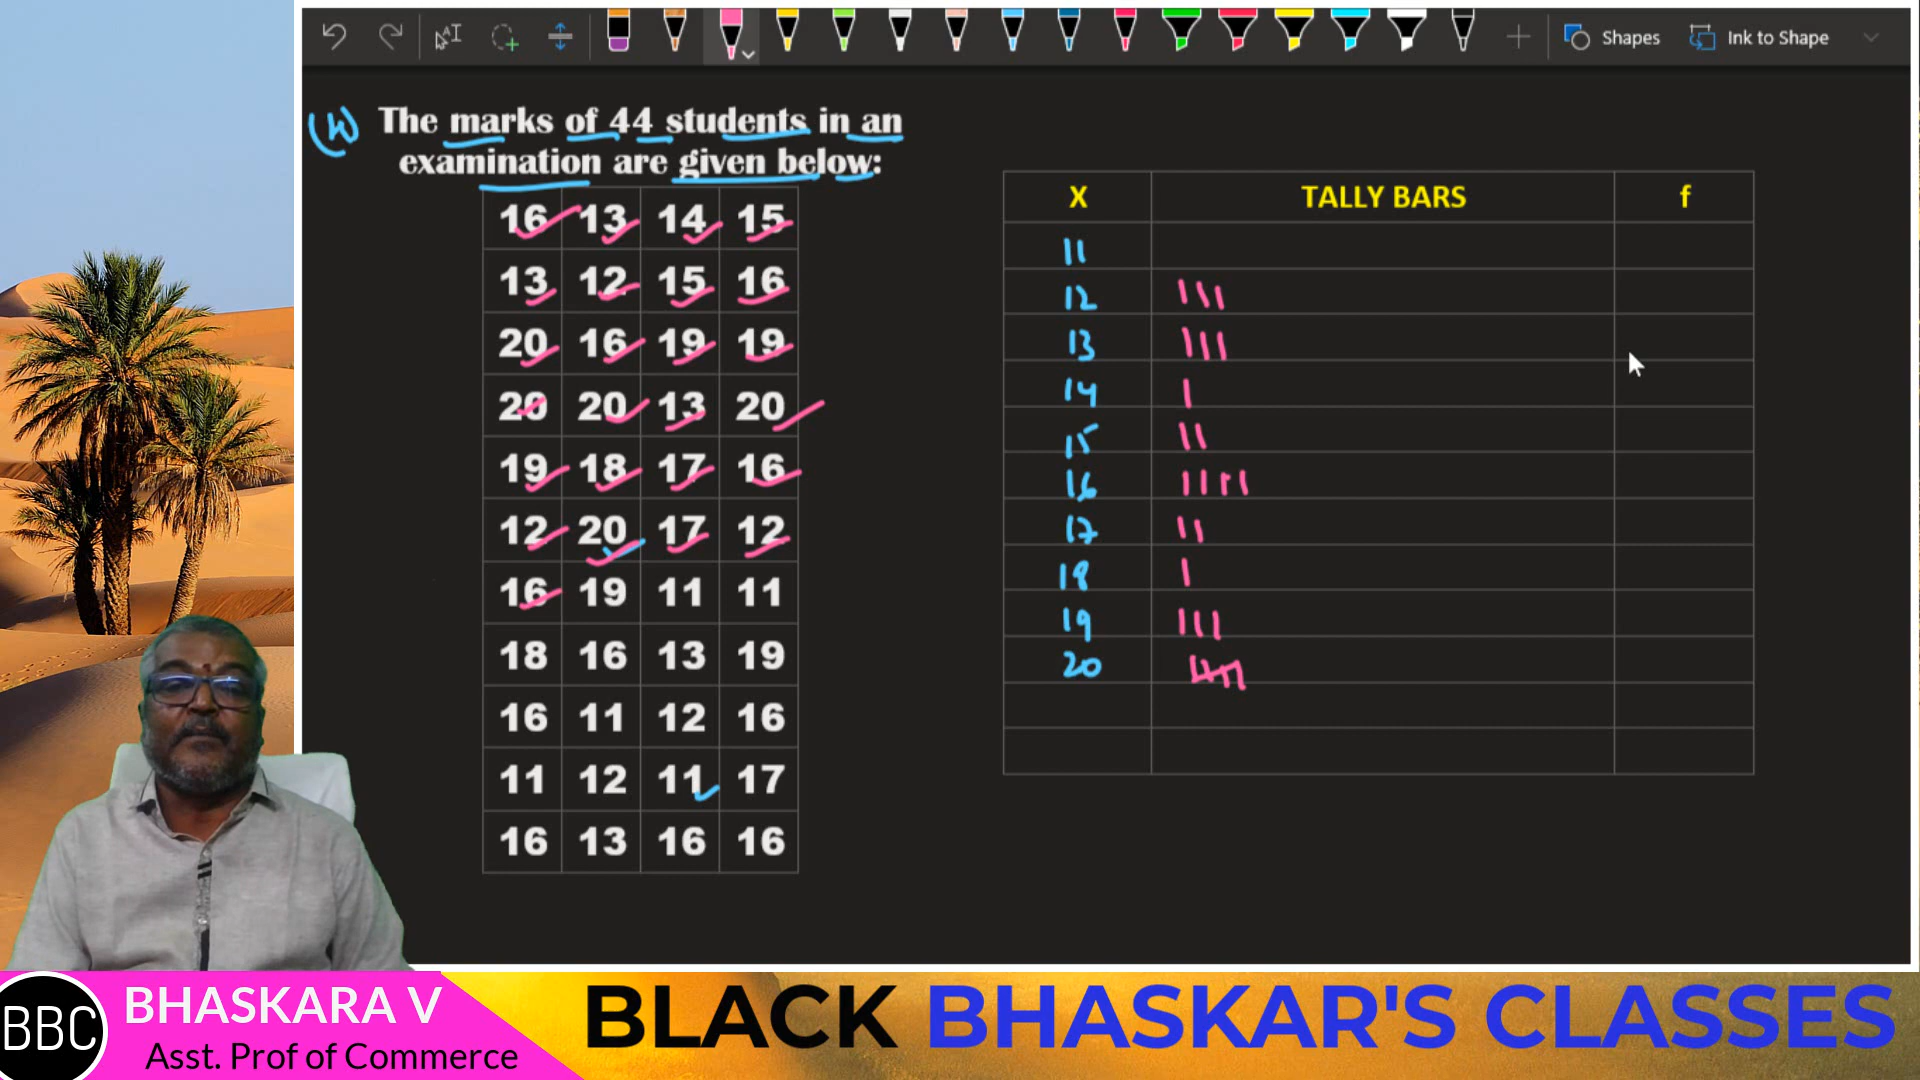 Shapes
Ink to Shape
(H) The marks of 44 students in an
examination are given below:
16 13 14 15
13 12 15 16
20 16 19 19
20 20 13 20
19 18 17 16
12 20 17 12
16 19 11 11
18 16 13 19
16 11 12 16
11 12 11 17
16 13 16 16
X TALLY BARS f
11
12 |||
13 |||
14 |
15 ||
16 ||||
17 ||
18 |
19 |||
20 ||||
BBC
BHASKARA V
Asst. Prof of Commerce
BLACK BHASKAR'S CLASSES